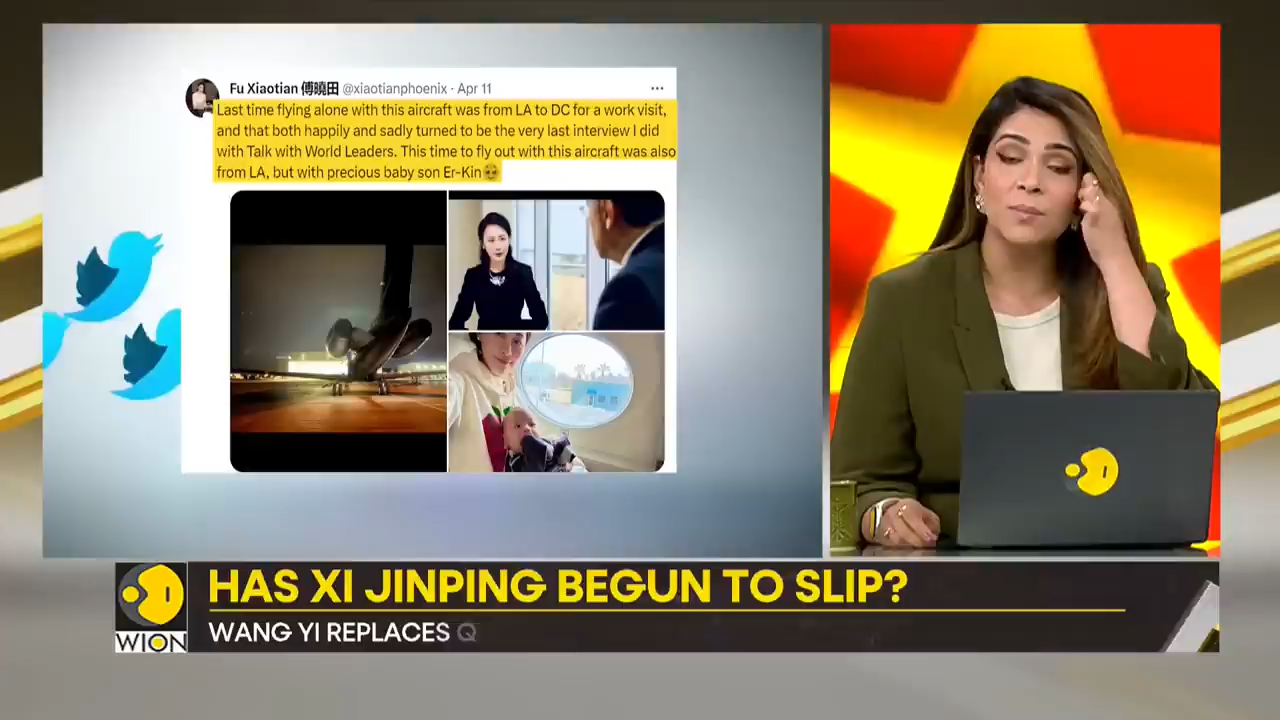 Fu Xiaotian 傅曉田 @xiaotianphoenix · Apr 11
Last time flying alone with this aircraft was from LA to DC for a work visit,
and that both happily and sadly turned to be the very last interview I did
with Talk with World Leaders. This time to fly out with this aircraft was also
from LA, but with precious baby son Er-Kin
HAS XI JINPING BEGUN TO SLIP?
WION
WANG YI REPLACES Q